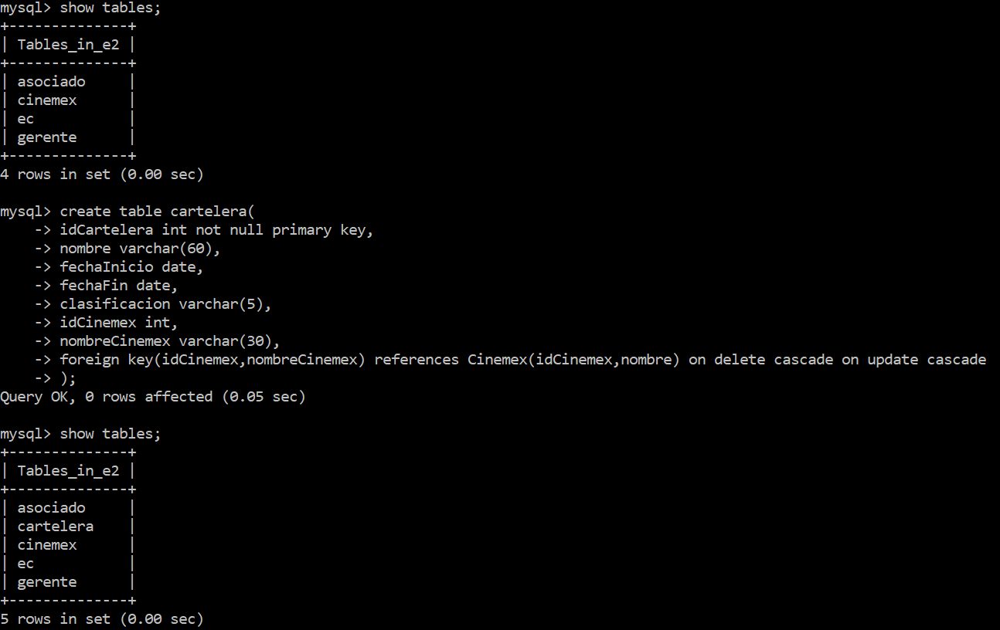 mysql> show tables;
+--------------+
| Tables_in_e2 |
+--------------+
| asociado     |
| cinemex      |
| ec           |
| gerente      |
+--------------+
4 rows in set (0.00 sec)

mysql> create table cartelera(
    -> idCartelera int not null primary key,
    -> nombre varchar(60),
    -> fechaInicio date,
    -> fechaFin date,
    -> clasificacion varchar(5),
    -> idCinemex int,
    -> nombreCinemex varchar(30),
    -> foreign key(idCinemex,nombreCinemex) references Cinemex(idCinemex,nombre) on delete cascade on update cascade
    -> );
Query OK, 0 rows affected (0.05 sec)

mysql> show tables;
+--------------+
| Tables_in_e2 |
+--------------+
| asociado     |
| cartelera    |
| cinemex      |
| ec           |
| gerente      |
+--------------+
5 rows in set (0.00 sec)